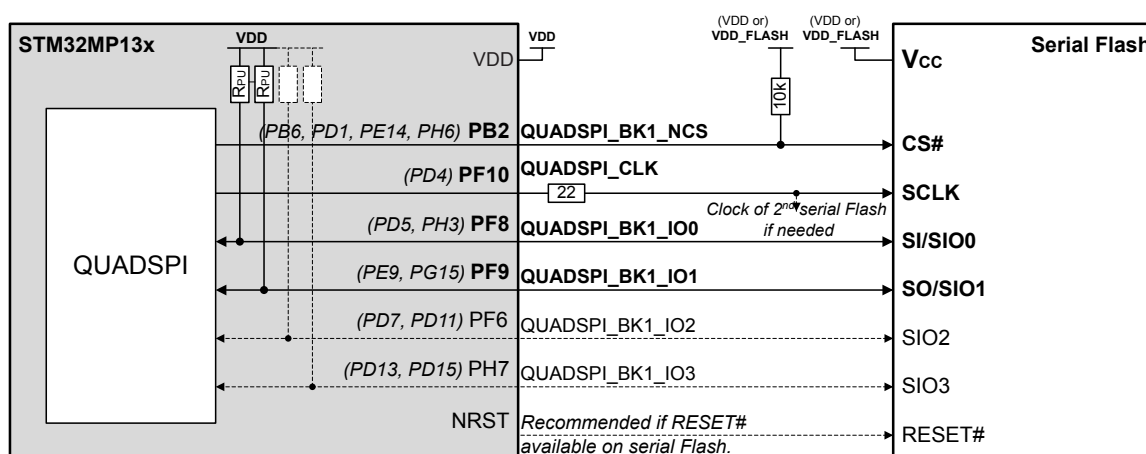 STM32MP13x
VDD
RPU
RPU
VDD
VDD
(VDD or)
VDD_FLASH
(VDD or)
VDD_FLASH
Serial Flash
Vcc
10k
QUADSPI
(PB6, PD1, PE14, PH6) PB2
QUADSPI_BK1_NCS
CS#
(PD4) PF10
QUADSPI_CLK
22
SCLK
Clock of 2nd serial Flash
if needed
(PD5, PH3) PF8
QUADSPI_BK1_IO0
SI/SIO0
(PE9, PG15) PF9
QUADSPI_BK1_IO1
SO/SIO1
(PD7, PD11) PF6
QUADSPI_BK1_IO2
SIO2
(PD13, PD15) PH7
QUADSPI_BK1_IO3
SIO3
NRST
Recommended if RESET#
available on serial Flash.
RESET#